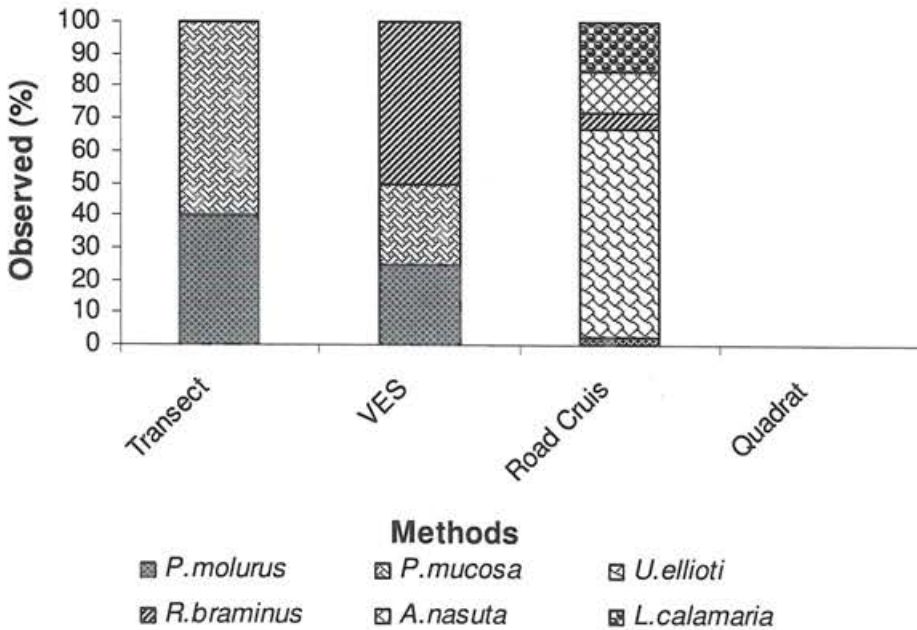 100
90
80
70
60
50
40
30
20
10
0
Observed (%)
Transect
VES
Road Cruis
Quadrat
Methods
P.molurus
P.mucosa
U.ellioti
R.braminus
A.nasuta
L.calamaria